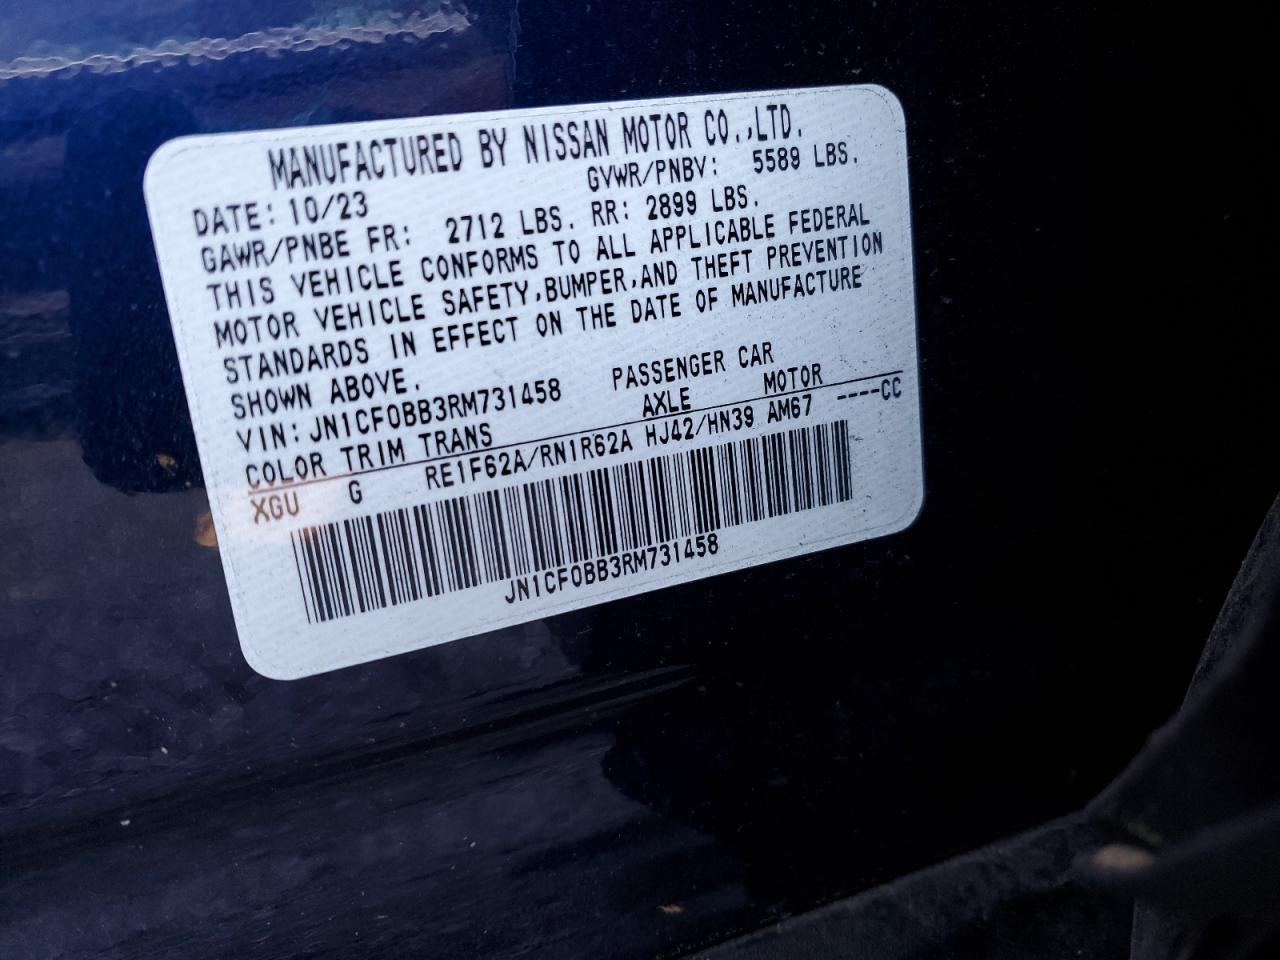 MANUFACTURED BY NISSAN MOTOR CO.,LTD.
DATE: 10/23 GVWR/PNBV: 5589 LBS.
GAWR/PNBE FR: 2712 LBS. RR: 2899 LBS.
THIS VEHICLE CONFORMS TO ALL APPLICABLE FEDERAL
MOTOR VEHICLE SAFETY,BUMPER,AND THEFT PREVENTION
STANDARDS IN EFFECT ON THE DATE OF MANUFACTURE
SHOWN ABOVE.
VIN: JN1CF0BB3RM731458 PASSENGER CAR
COLOR TRIM TRANS AXLE MOTOR
XGU G RE1F62A/RN1R62A HJ42/HN39 AM67 ----CC
JN1CF0BB3RM731458